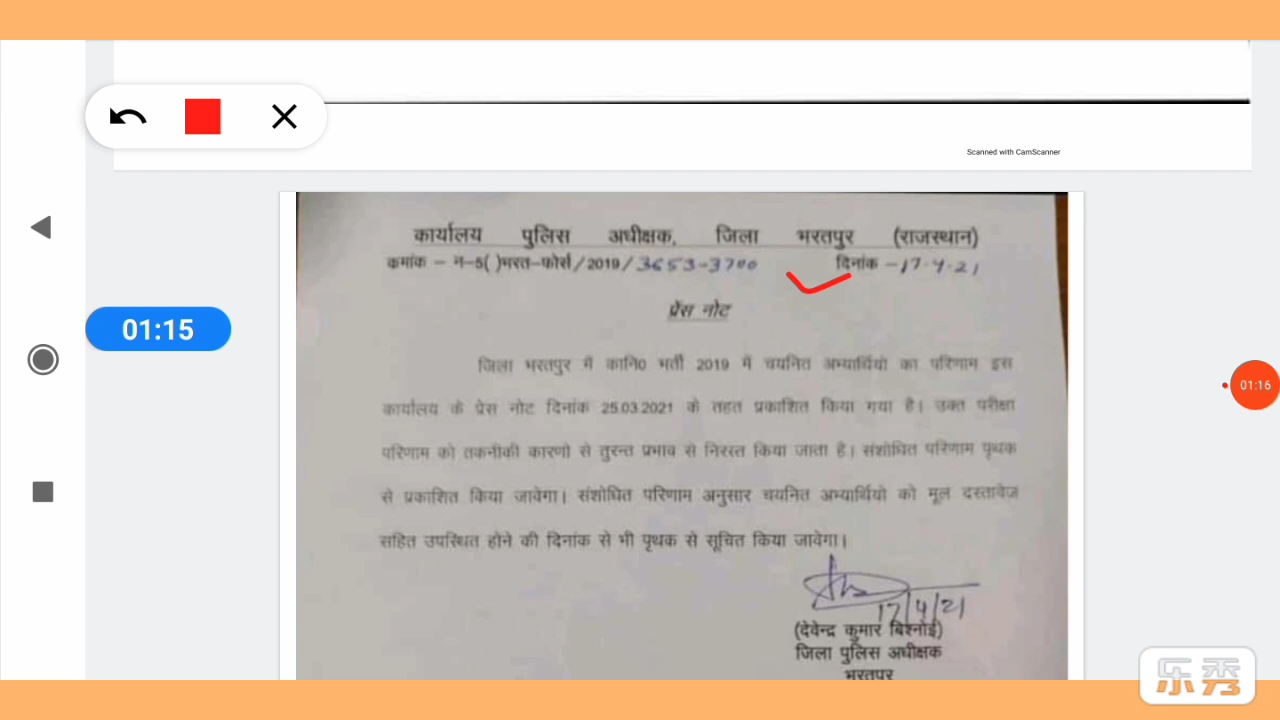 Scanned with CamScanner
कार्यालय पुलिस अधीक्षक, जिला भरतपुर (राजस्थान)
कमांक - न-5( )भरत-फोर्स/2019/3653-3700 दिनांक -17.4.21
प्रेस नोट
01:15
01:16
जिला भरतपुर में कानि0 भर्ती 2019 में चयनित अभ्यार्थियो का परिणाम इस
कार्यालय के प्रेस नोट दिनांक 25.03.2021 के तहत प्रकाशित किया गया है। उक्त परीक्षा
परिणाम को तकनीकी कारणो से तुरन्त प्रभाव से निरस्त किया जाता है। संशोधित परिणाम पृथक
से प्रकाशित किया जावेगा। संशोधित परिणाम अनुसार चयनित अभ्यार्थियो को मूल दस्तावेज
सहित उपस्थित होने की दिनांक से भी पृथक से सूचित किया जावेगा।
17/4/21
(देवेन्द्र कुमार बिश्नोई)
जिला पुलिस अधीक्षक
भरतपुर
乐秀